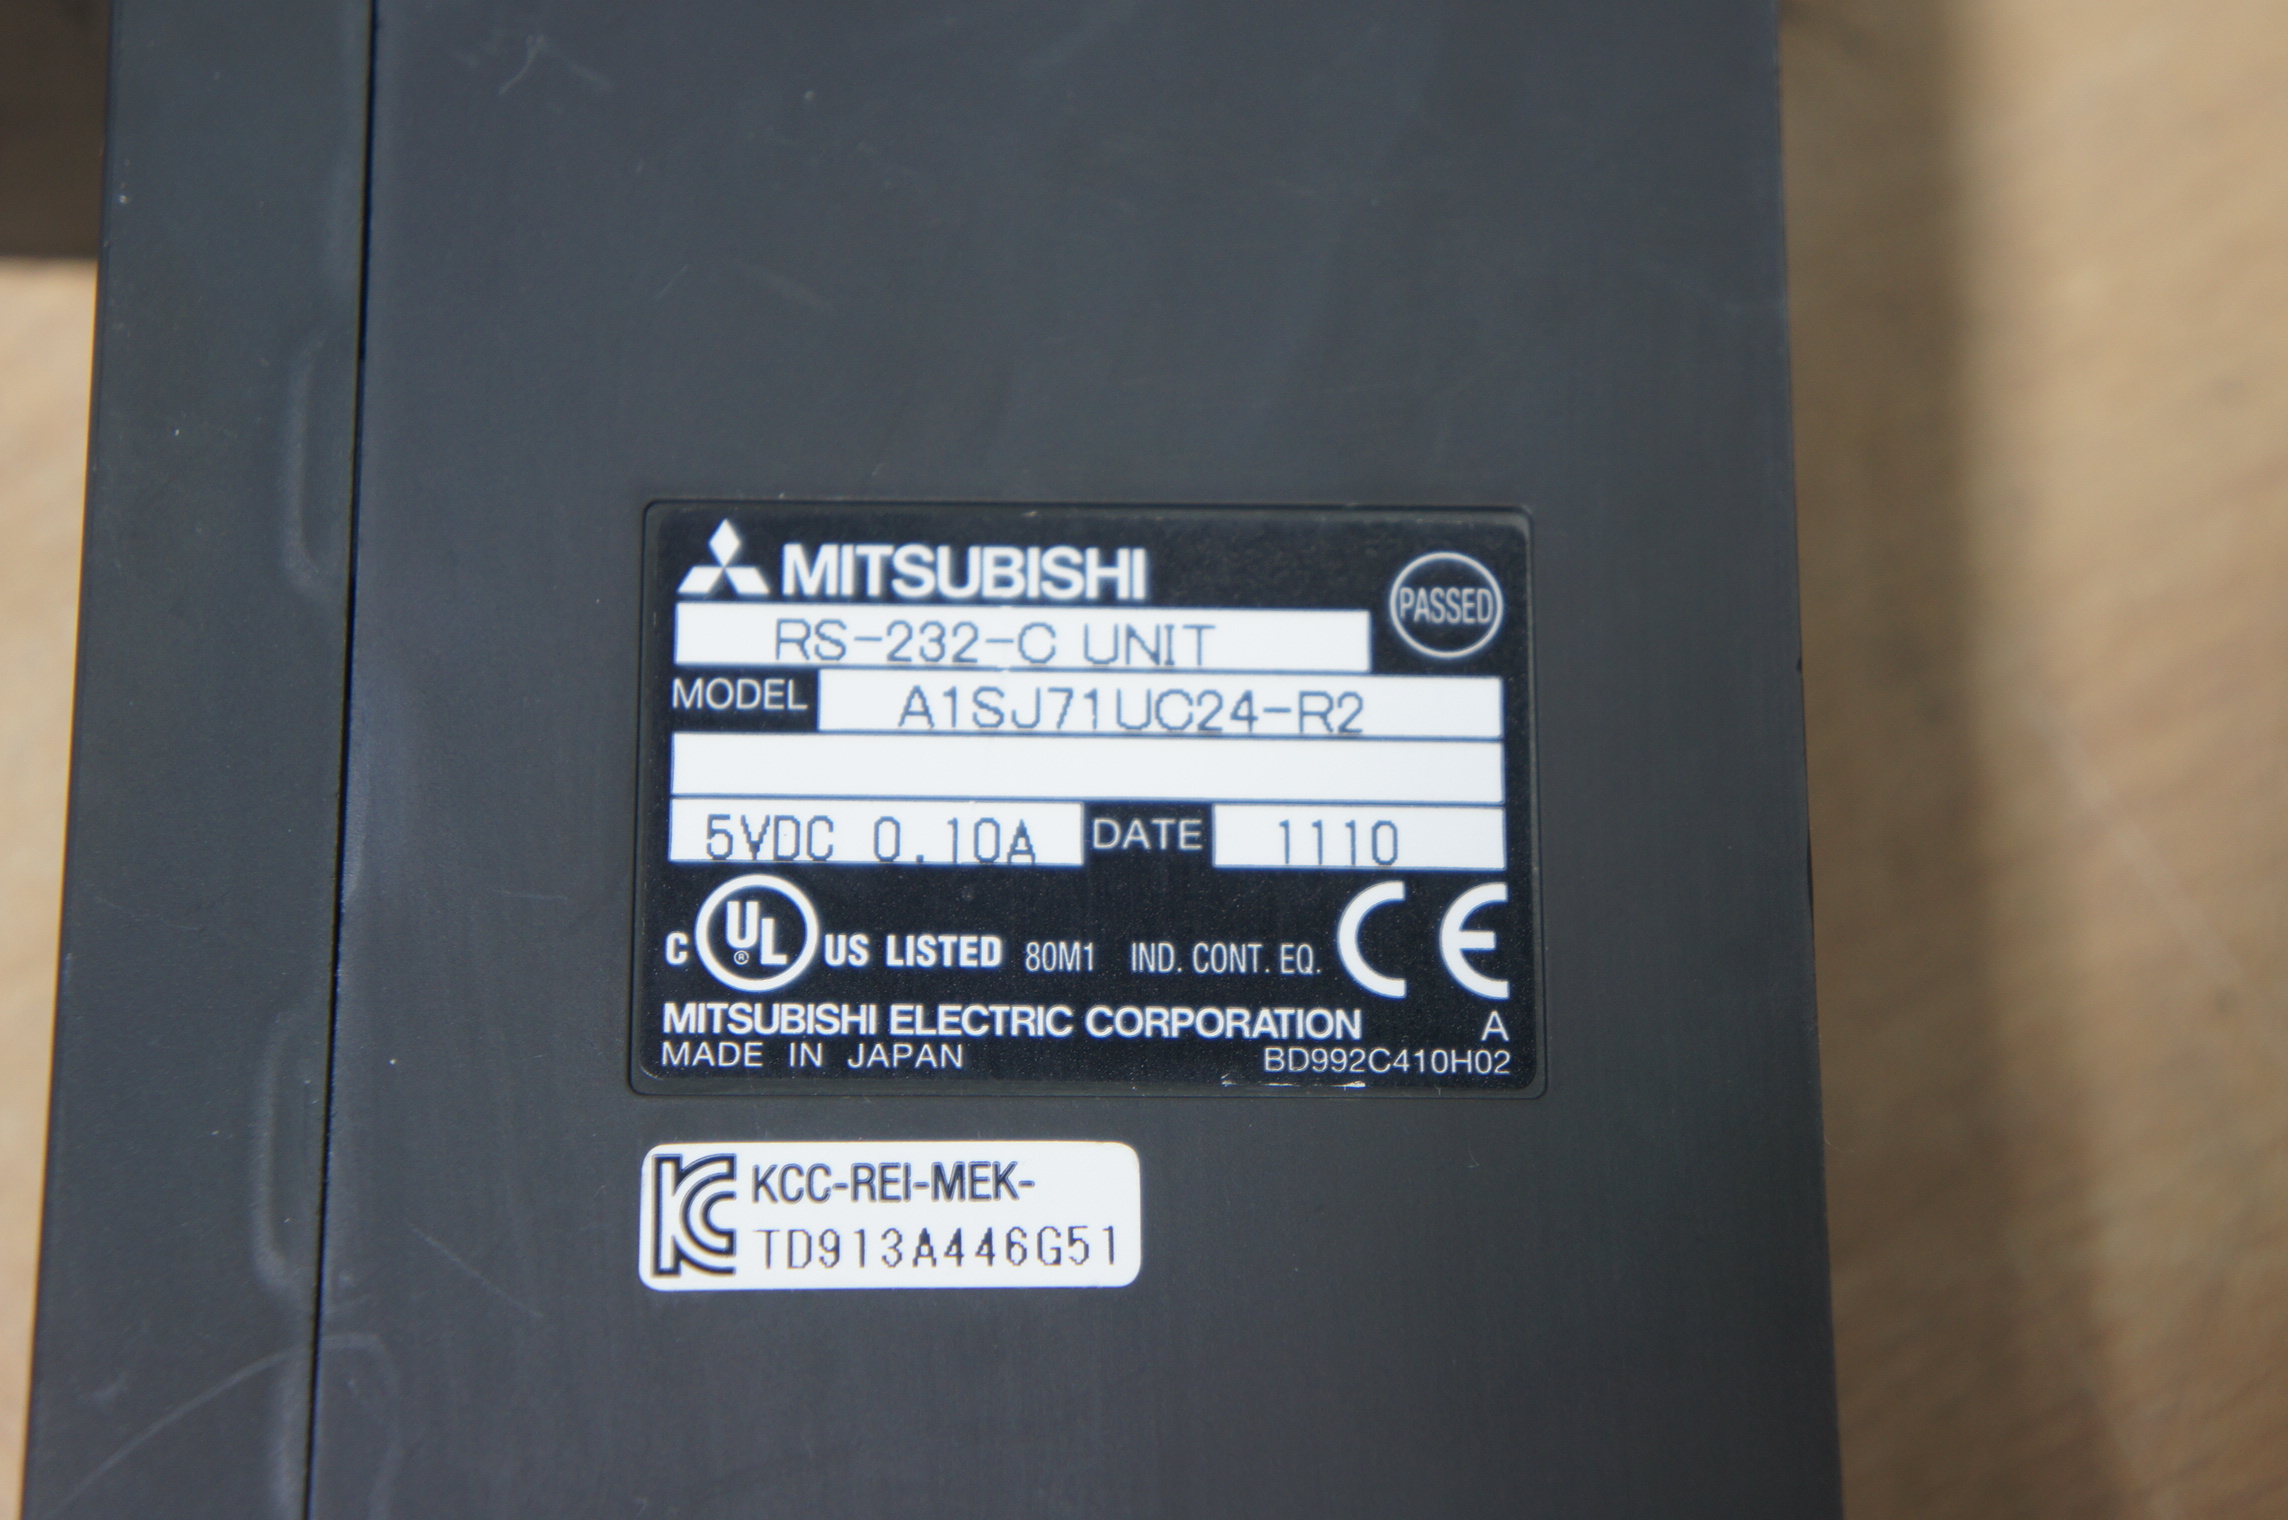 MITSUBISHI
PASSED
RS-232-C UNIT
MODEL A1SJ71UC24-R2
5VDC 0.10A DATE 1110
C UL® US LISTED 80M1 IND. CONT. EQ. CE
MITSUBISHI ELECTRIC CORPORATION A
MADE IN JAPAN BD992C410H02
KC KCC-REI-MEK-
TD913A446G51